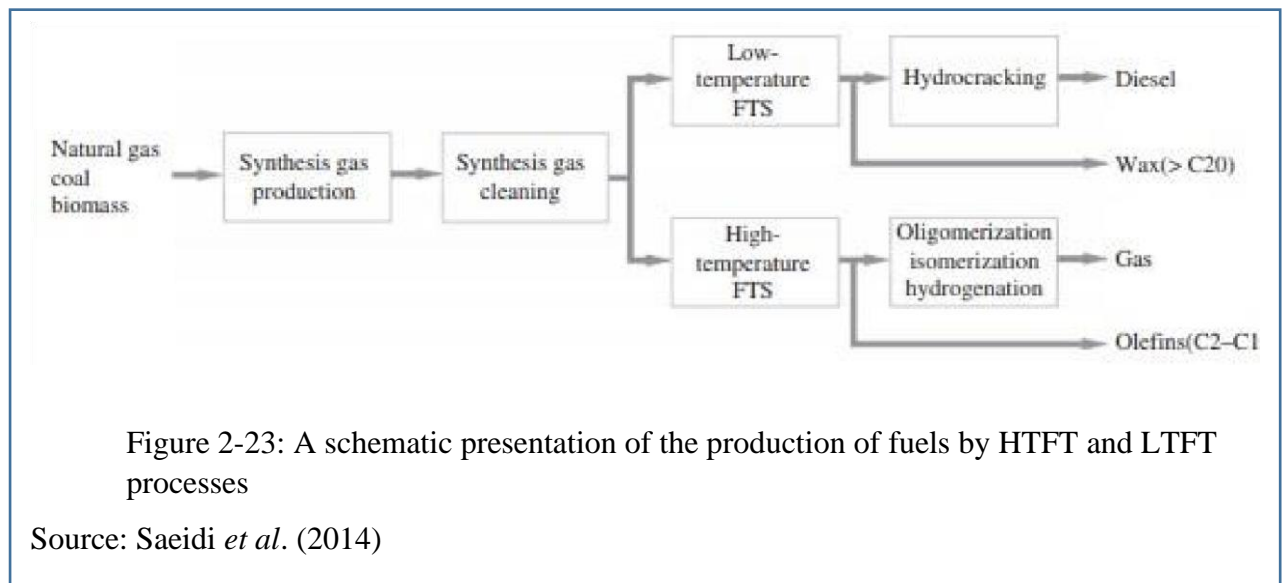 Natural gas
coal
biomass
Synthesis gas
production
Synthesis gas
cleaning
Low-
temperature
FTS
Hydrocracking
Diesel
Wax(> C20)
High-
temperature
FTS
Oligomerization
isomerization
hydrogenation
Gas
Olefins(C2–C1
Figure 2-23: A schematic presentation of the production of fuels by HTFT and LTFT
processes
Source: Saeidi et al. (2014)